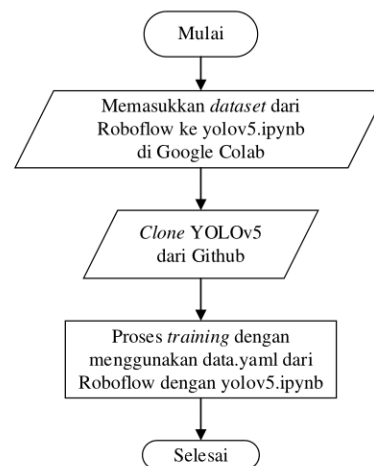 Mulai
Memasukkan dataset dari
Roboflow ke yolov5.ipynb
di Google Colab
Clone YOLOv5
dari Github
Proses training dengan
menggunakan data.yaml dari
Roboflow dengan yolov5.ipynb
Selesai